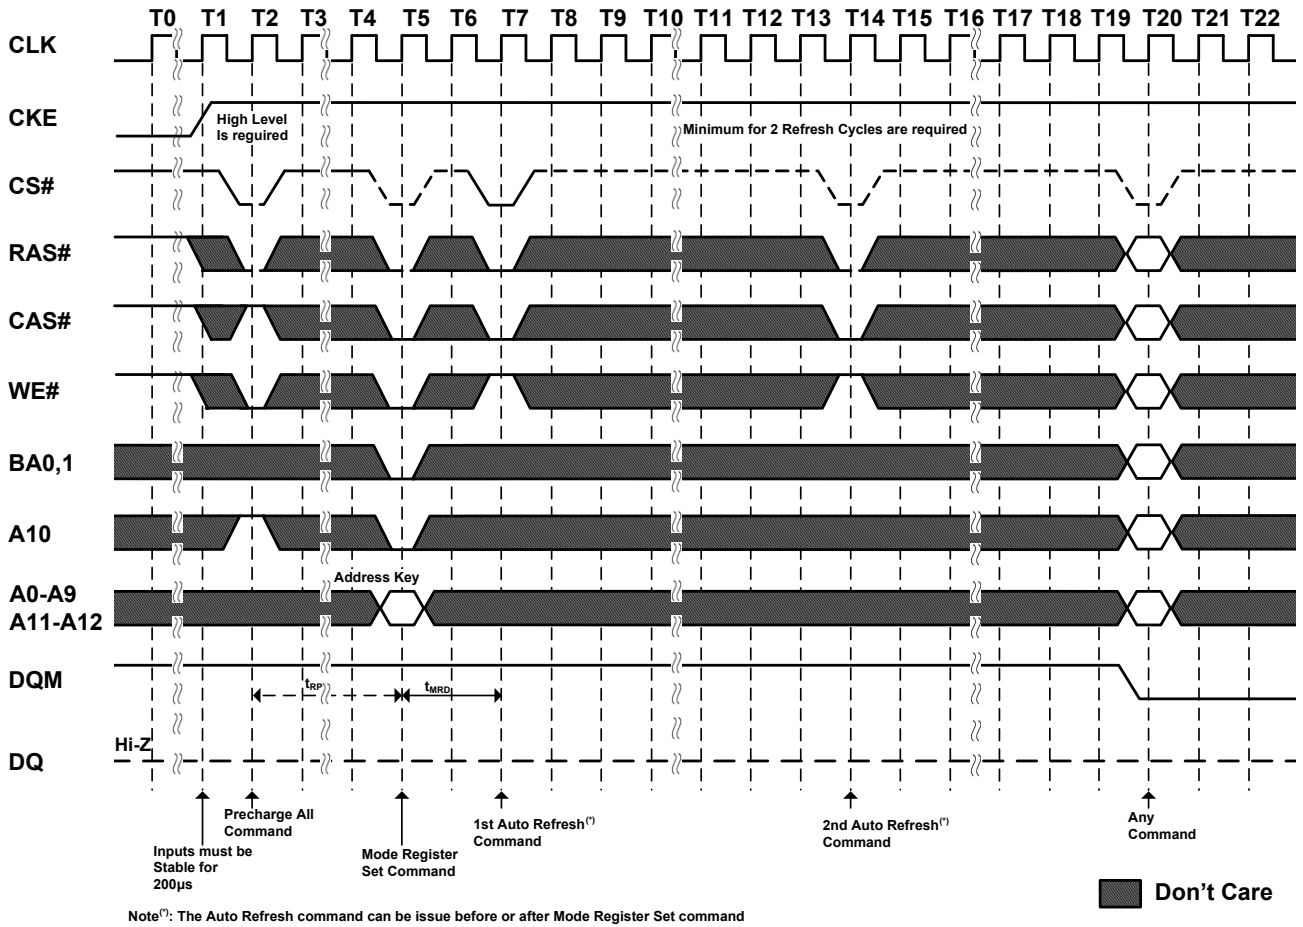 T0 T1 T2 T3 T4 T5 T6 T7 T8 T9 T10 T11 T12 T13 T14 T15 T16 T17 T18 T19 T20 T21 T22
CLK
CKE
High Level
Is reguired
Minimum for 2 Refresh Cycles are required
CS#
RAS#
CAS#
WE#
BA0,1
A10
Address Key
A0-A9
A11-A12
DQM
tRP
tMRD
Hi-Z
DQ
Inputs must be
Stable for
200µs
Precharge All
Command
Mode Register
Set Command
1st Auto Refresh(*)
Command
2nd Auto Refresh(*)
Command
Any
Command
Don't Care
Note(*): The Auto Refresh command can be issue before or after Mode Register Set command